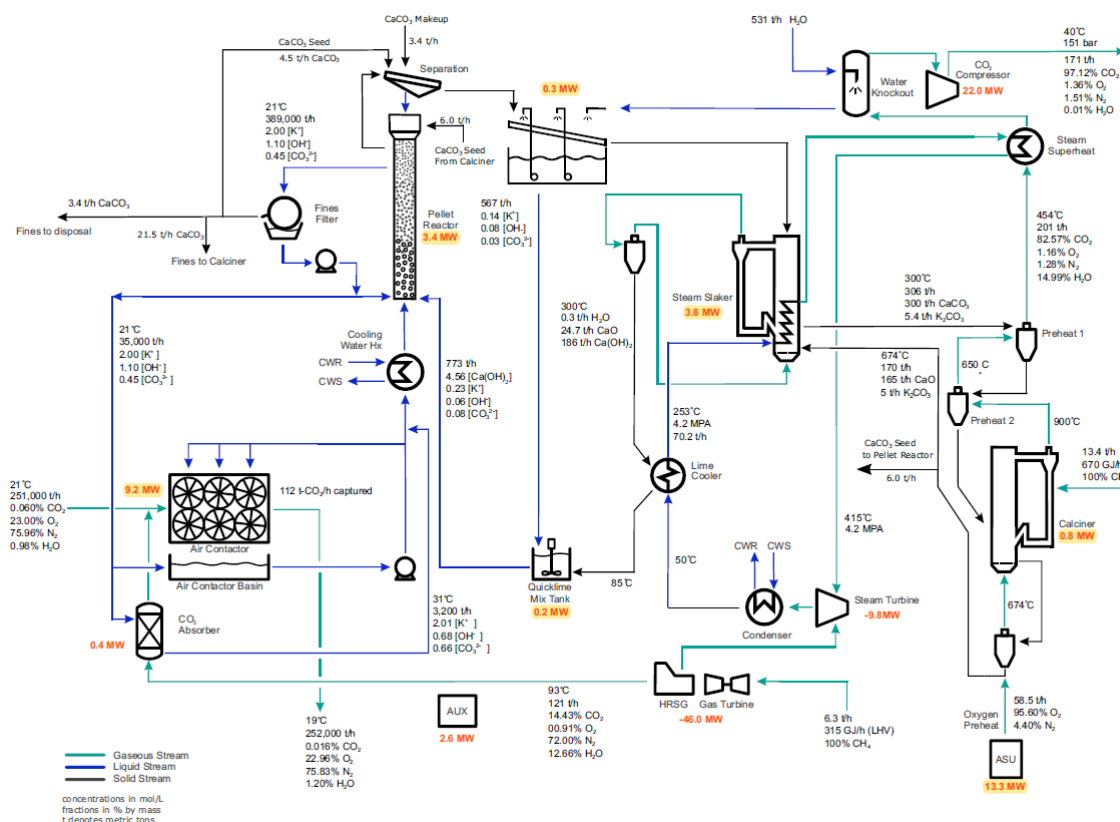 CaCO₃ Makeup
3.4 t/h
CaCO₃ Seed
4.5 t/h CaCO₃
Separation
21℃
389,000 t/h
2.00 [K⁺]
1.10 [OH⁻]
0.45 [CO₃²⁻]
6.0 t/h
CaCO₃ Seed
From Calciner
0.3 MW
531 t/h H₂O
Water
Knockout
CO₂
Compressor
22.0 MW
40℃
151 bar
171 t/h
97.12% CO₂
1.36% O₂
1.51% N₂
0.01% H₂O
Steam
Superheat
3.4 t/h CaCO₃
Fines to disposal
21.5 t/h CaCO₃
Fines to Calciner
Fines
Filter
Pellet
Reactor
3.4 MW
567 t/h
0.14 [K⁺]
0.08 [OH-]
0.03 [CO₃²⁻]
Steam Slaker
3.6 MW
454℃
201 t/h
82.57% CO₂
1.16% O₂
1.28% N₂
14.99% H₂O
300℃
306 t/h
300 t/h CaCO₃
5.4 t/h K₂CO₃
Preheat 1
300℃
0.3 t/h H₂O
24.7 t/h CaO
186 t/h Ca(OH)₂
21℃
35,000 t/h
2.00 [K⁺]
1.10 [OH⁻]
0.45 [CO₃²⁻]
Cooling
Water Hx
CWR
CWS
773 t/h
4.56 [Ca(OH)₂]
0.23 [K⁺]
0.06 [OH⁻]
0.08 [CO₃²⁻]
674℃
170 t/h
165 t/h CaO
5 t/h K₂CO₃
650 C
Preheat 2
900℃
253℃
4.2 MPA
70.2 t/h
Lime
Cooler
CaCO₃ Seed
to Pellet Reactor
6.0 t/h
13.4 t/h
670 GJ/h
100% C
Calciner
0.8 MW
21℃
251,000 t/h
0.060% CO₂
23.00% O₂
75.96% N₂
0.98% H₂O
9.2 MW
112 t-CO₂/h captured
Air Contactor
Air Contactor Basin
415℃
4.2 MPA
CWR
CWS
50℃
85℃
Quicklime
Mix Tank
0.2 MW
Condenser
Steam Turbine
-9.8MW
674℃
CO₂
Absorber
0.4 MW
31℃
3,200 t/h
2.01 [K⁺]
0.68 [OH⁻]
0.66 [CO₃²⁻]
HRSG
Gas Turbine
-46.0 MW
AUX
2.6 MW
93℃
121 t/h
14.43% CO₂
00.91% O₂
72.00% N₂
12.66% H₂O
6.3 t/h
315 GJ/h (LHV)
100% CH₄
Oxygen
Preheat
58.5 t/h
95.60% O₂
4.40% N₂
ASU
13.3 MW
19℃
252,000 t/h
0.016% CO₂
22.96% O₂
75.83% N₂
1.20% H₂O
Gaseous Stream
Liquid Stream
Solid Stream
concentrations in mol/L
fractions in % by mass
t denotes metric tons